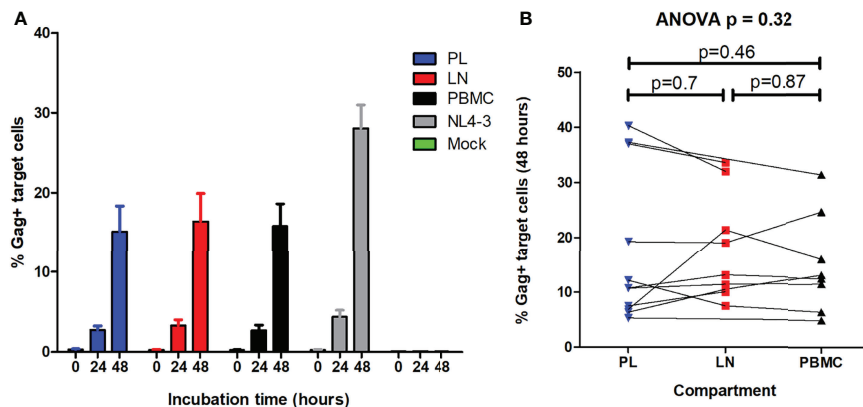 A
% Gag+ target cells
40
30
20
10
0
0 24 48 0 24 48 0 24 48 0 24 48 0 24 48
Incubation time (hours)
PL
LN
PBMC
NL4-3
Mock
B
ANOVA p = 0.32
p=0.46
p=0.7 p=0.87
% Gag+ target cells (48 hours)
50
40
30
20
10
0
PL LN PBMC
Compartment